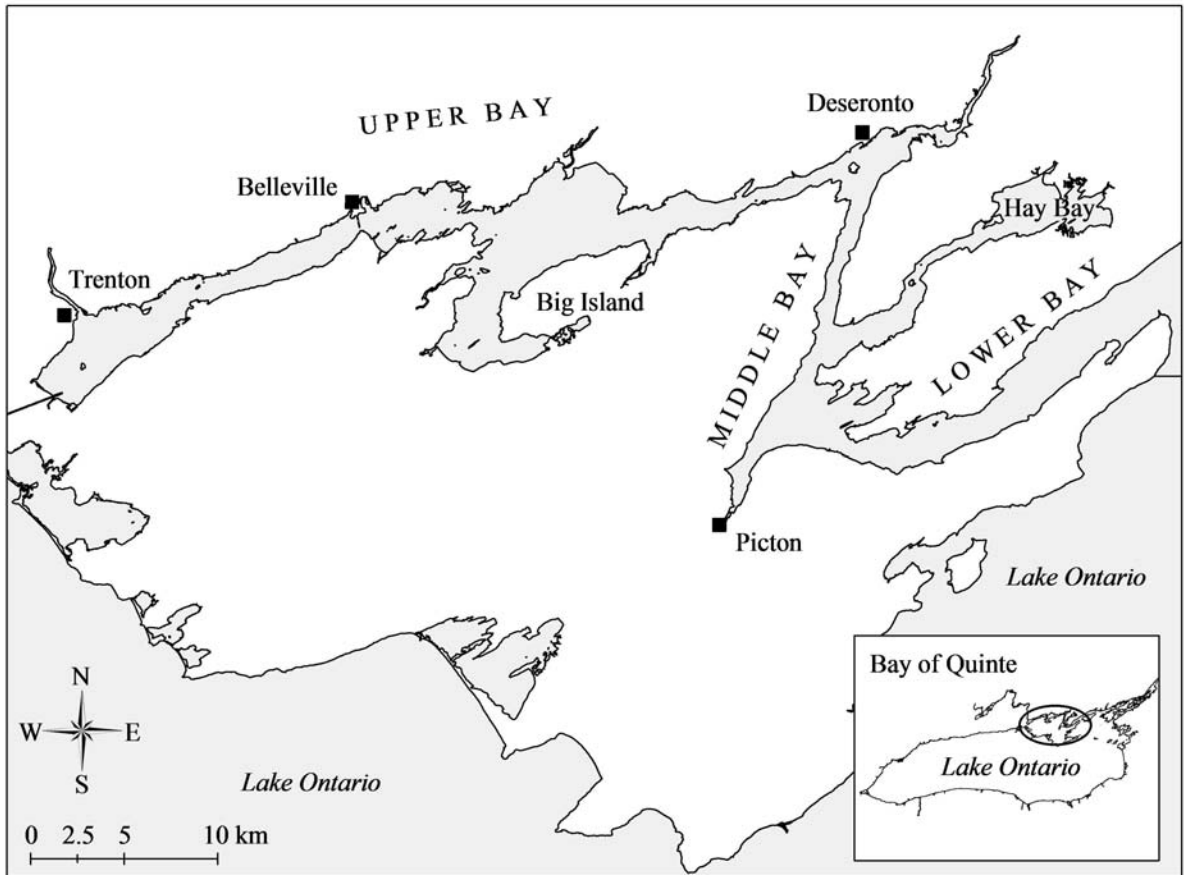 UPPER BAY
Deseronto
Belleville
Hay Bay
Trenton
Big Island
MIDDLE BAY
LOWER BAY
Picton
Lake Ontario
Bay of Quinte
Lake Ontario
N
W E
S
Lake Ontario
0 2.5 5 10 km